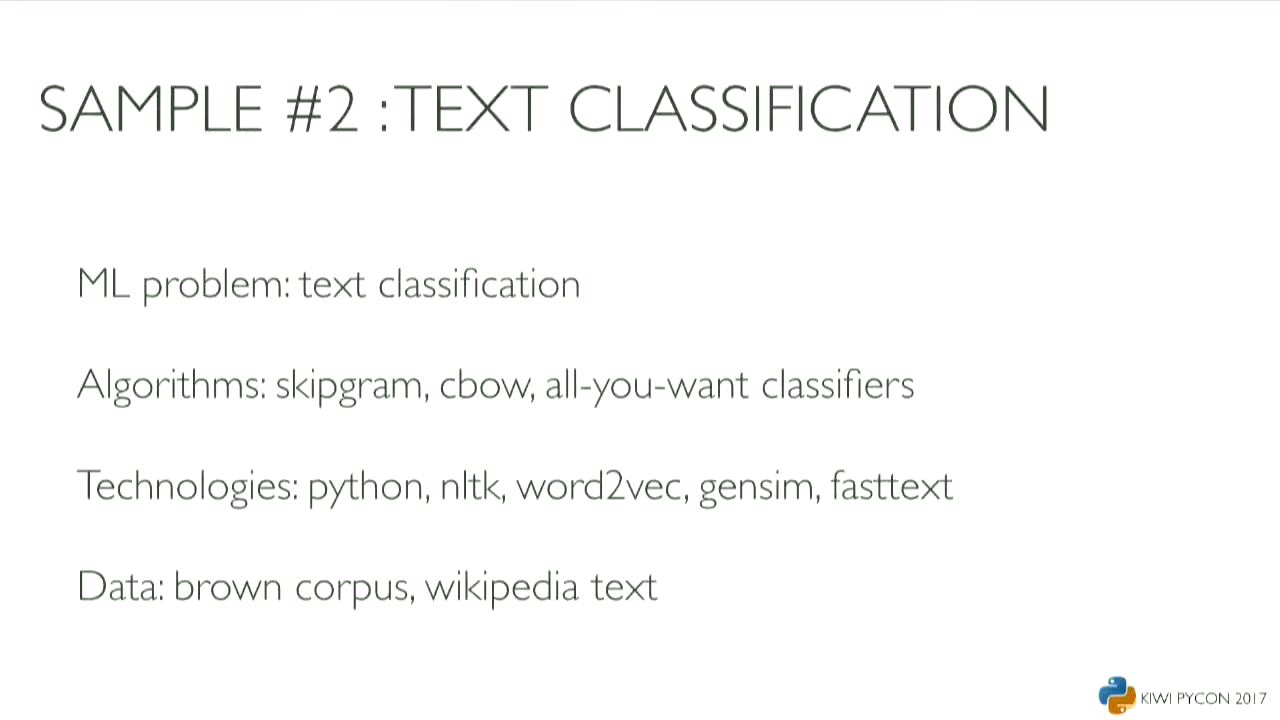 SAMPLE #2 :TEXT CLASSIFICATION
ML problem: text classification
Algorithms: skipgram, cbow, all-you-want classifiers
Technologies: python, nltk, word2vec, gensim, fasttext
Data: brown corpus, wikipedia text
KIWI PYCON 2017